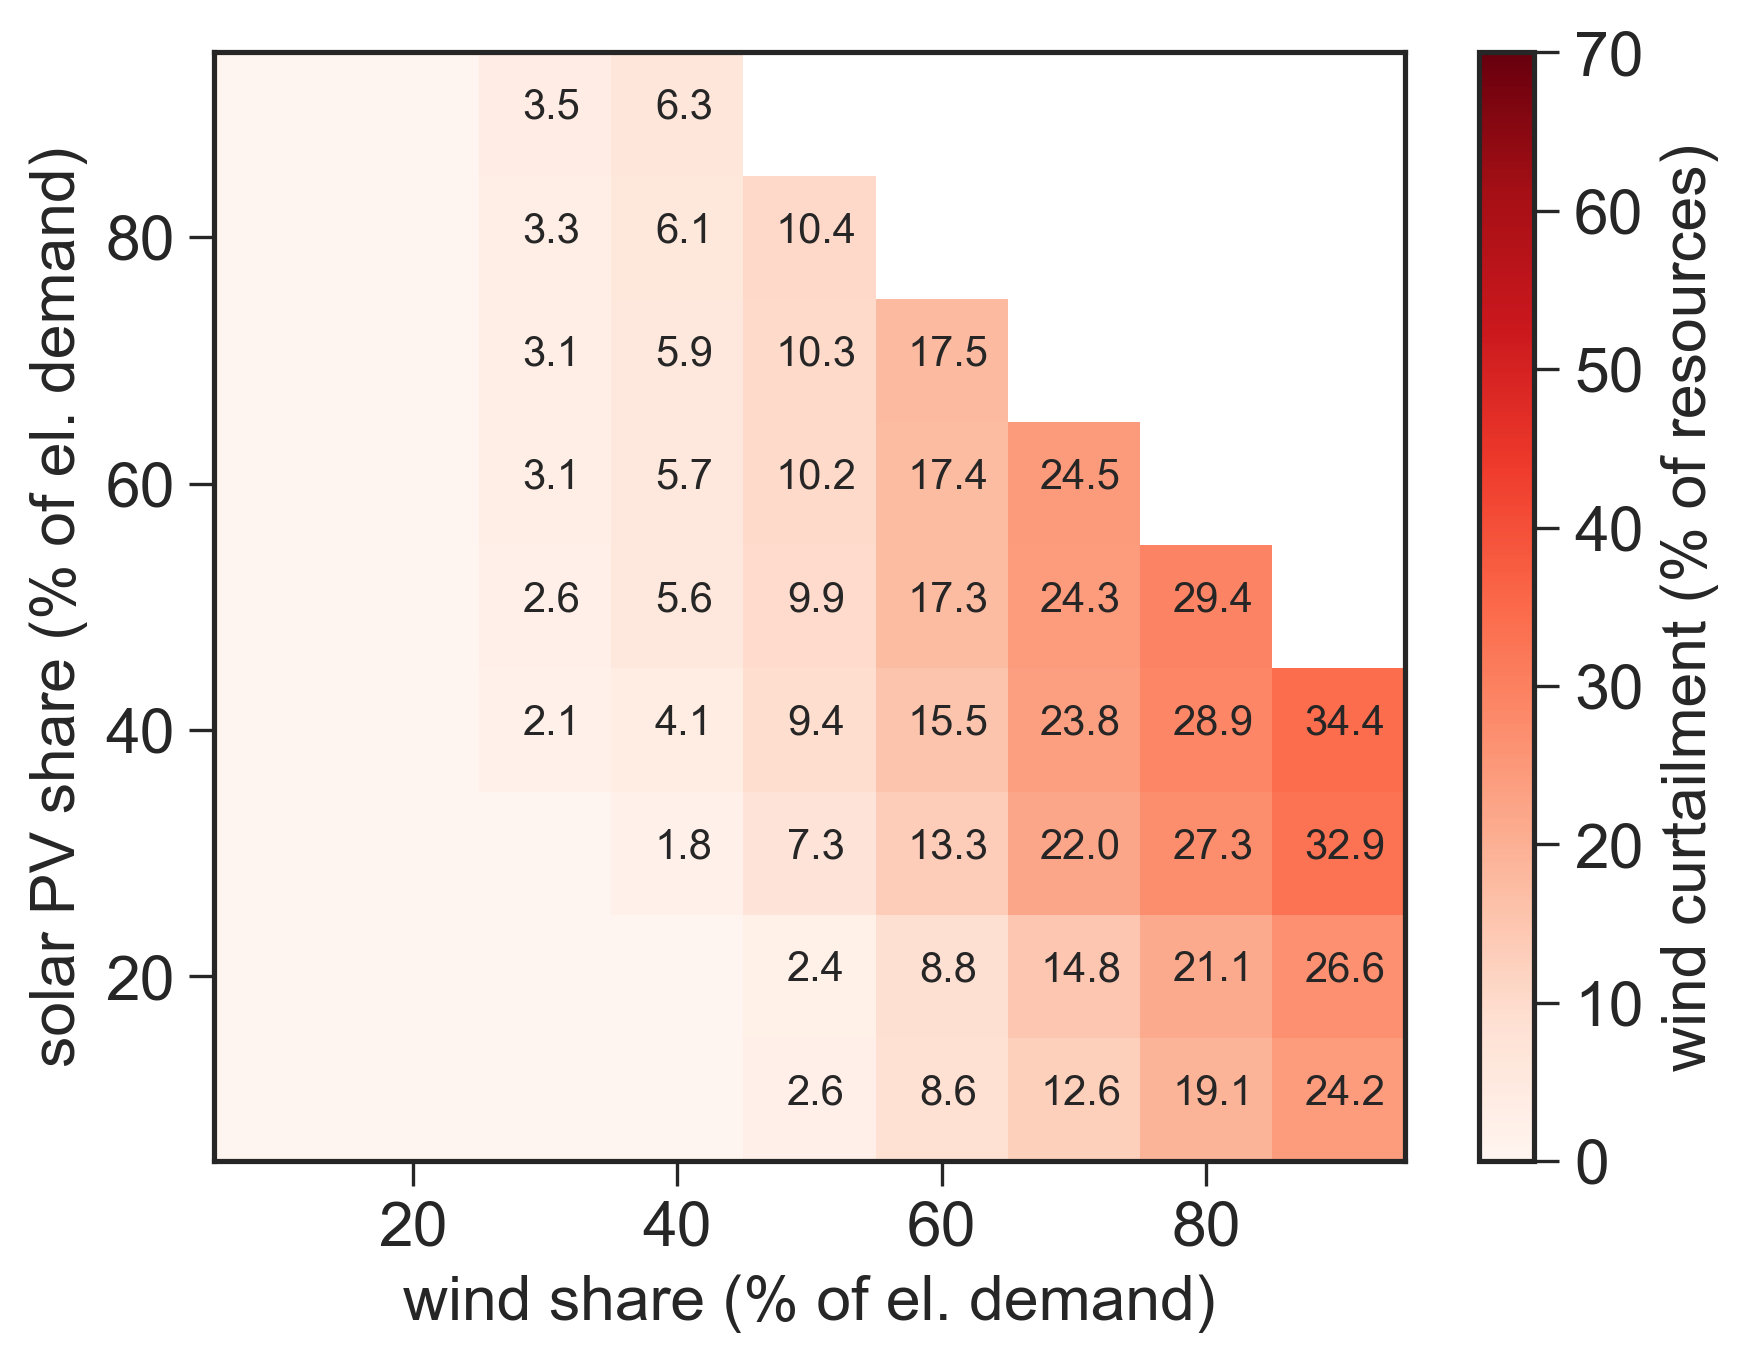 70
3.5 6.3
80 3.3 6.1 10.4 60
3.1 5.9 10.3 17.5 50
60 3.1 5.7 10.2 17.4 24.5
40
2.6 5.6 9.9 17.3 24.3 29.4
30
40 2.1 4.1 9.4 15.5 23.8 28.9 34.4
1.8 7.3 13.3 22.0 27.3 32.9 20
20 2.4 8.8 14.8 21.1 26.6 10
2.6 8.6 12.6 19.1 24.2
0
20 40 60 80
wind share (% of el. demand)
solar PV share (% of el. demand)
wind curtailment (% of resources)